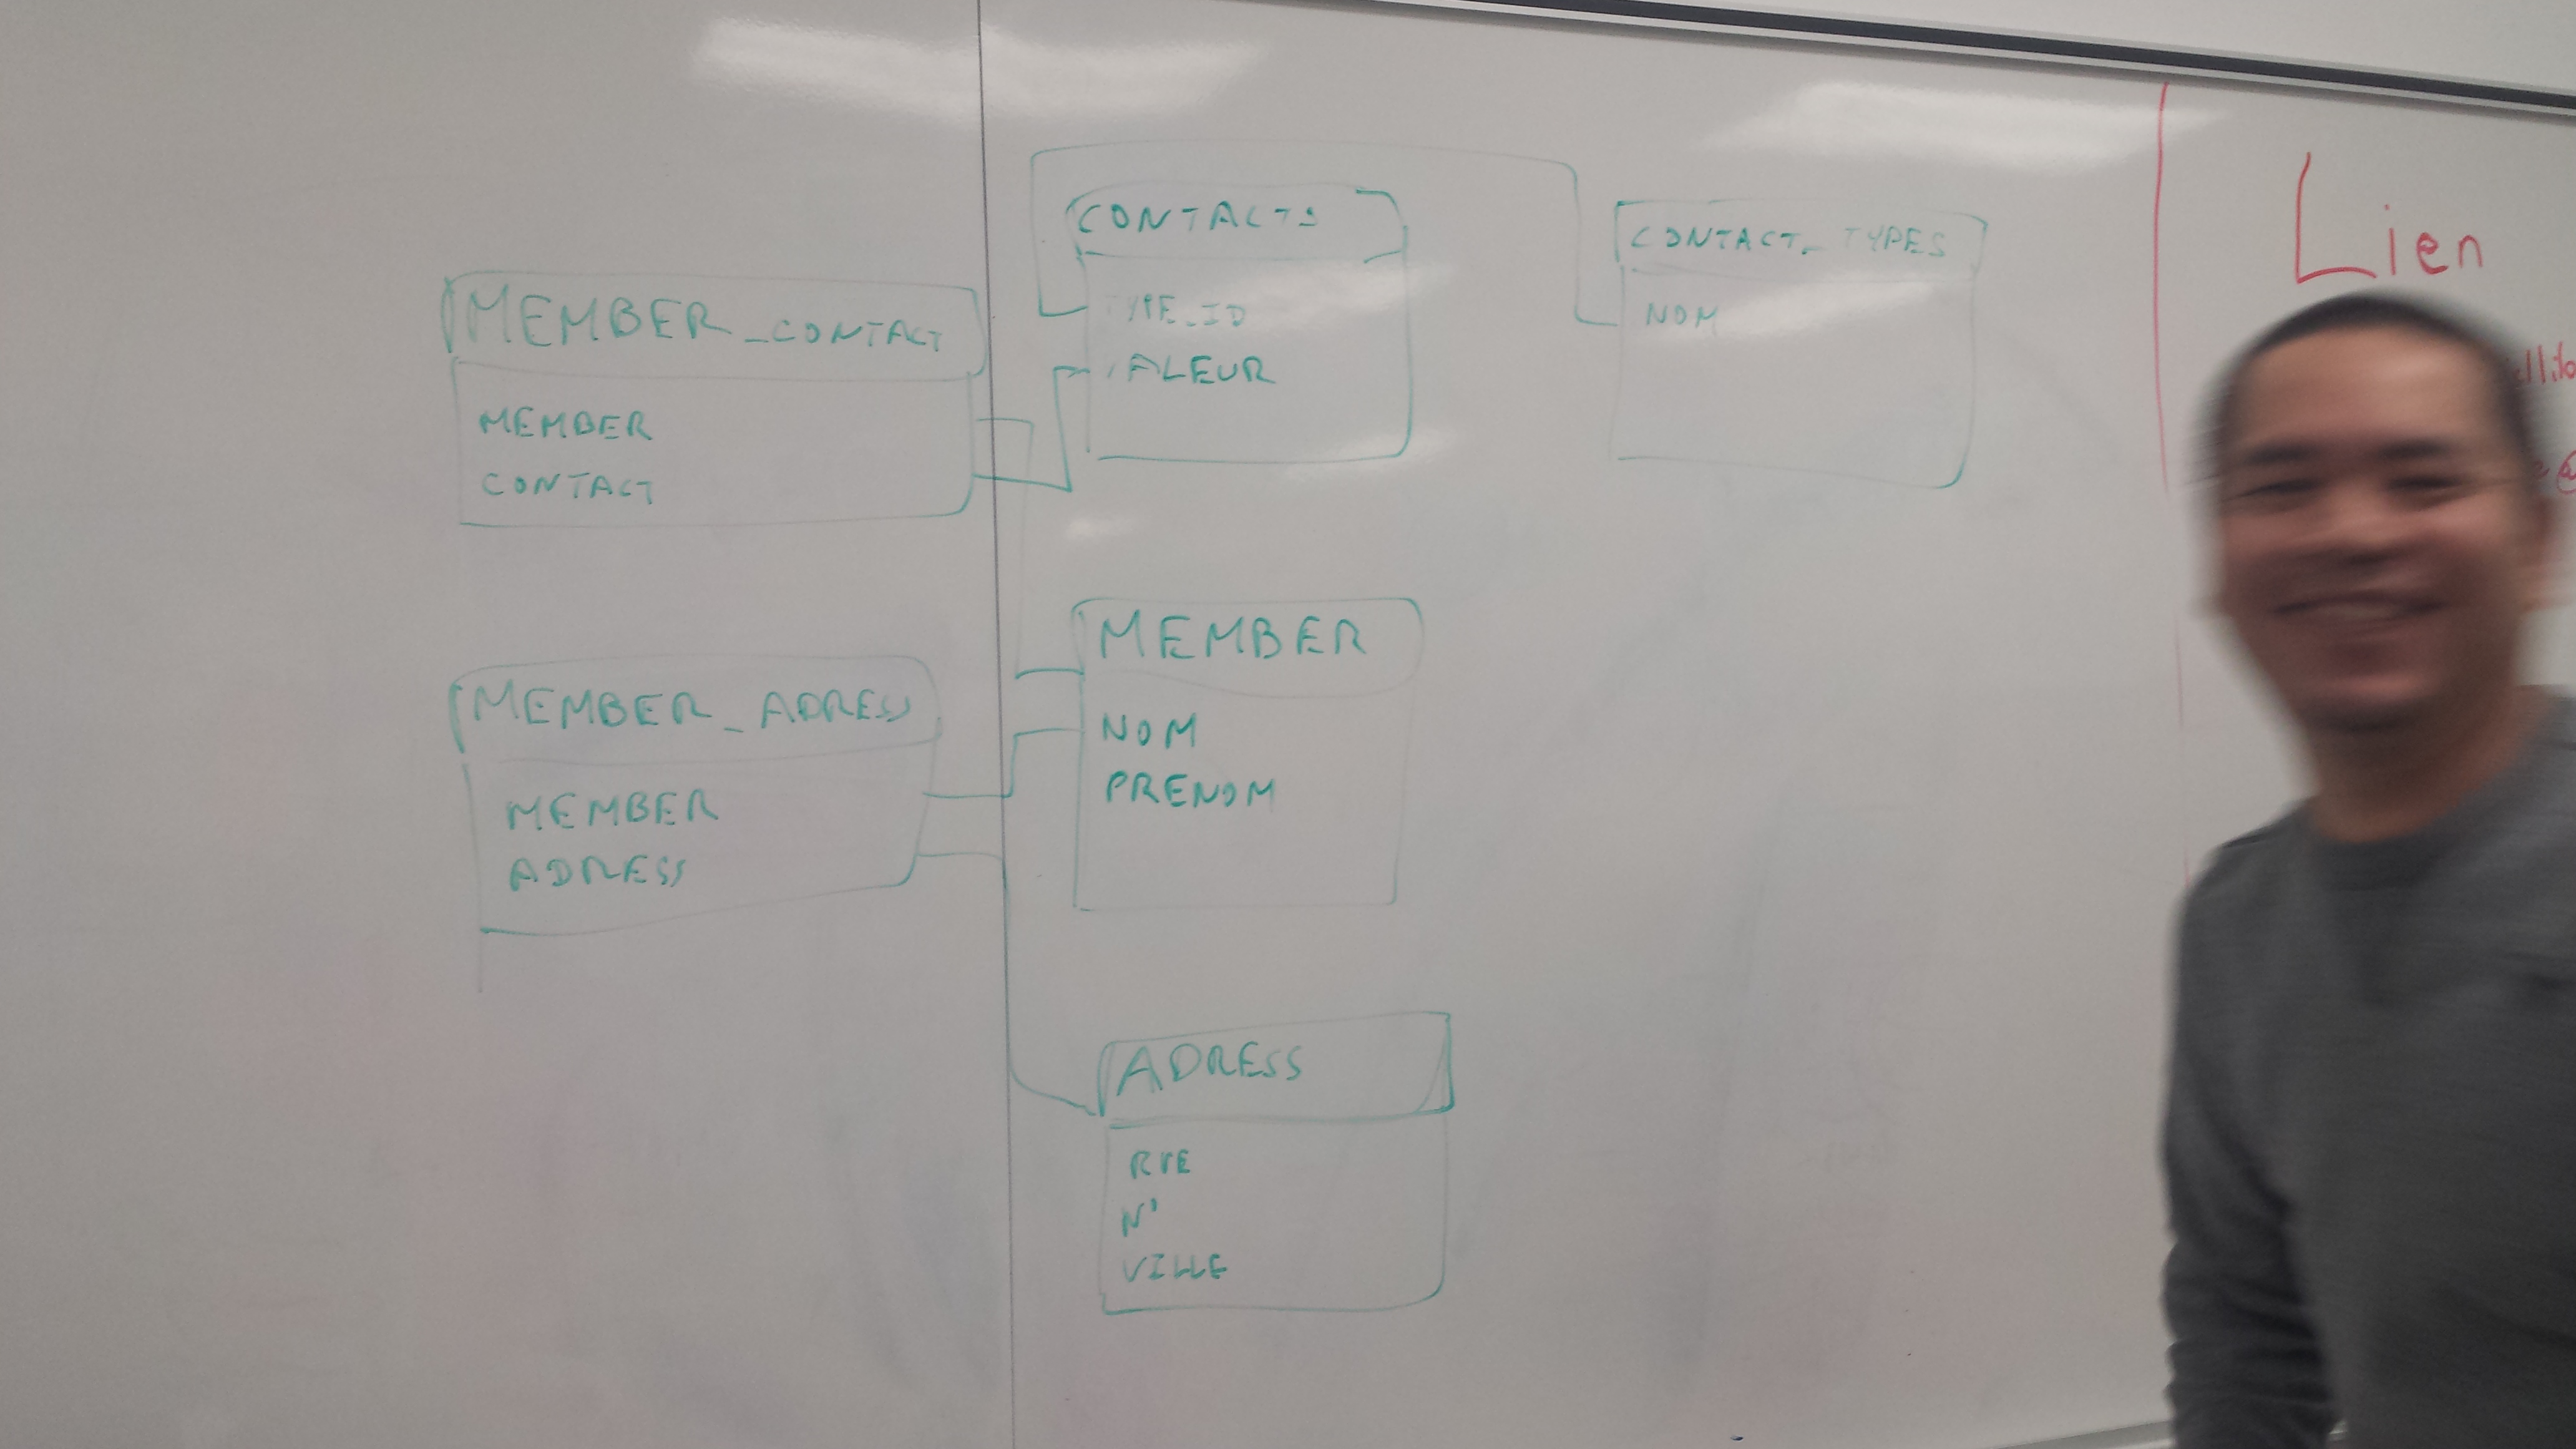 MEMBER_CONTACT
MEMBER
CONTACT
CONTACTS
TYPE_ID
VALEUR
CONTACT_TYPES
NOM
MEMBER_ADRESS
MEMBER
ADRESS
MEMBER
NOM
PRENOM
ADRESS
RUE
N°
VILLE
Lien